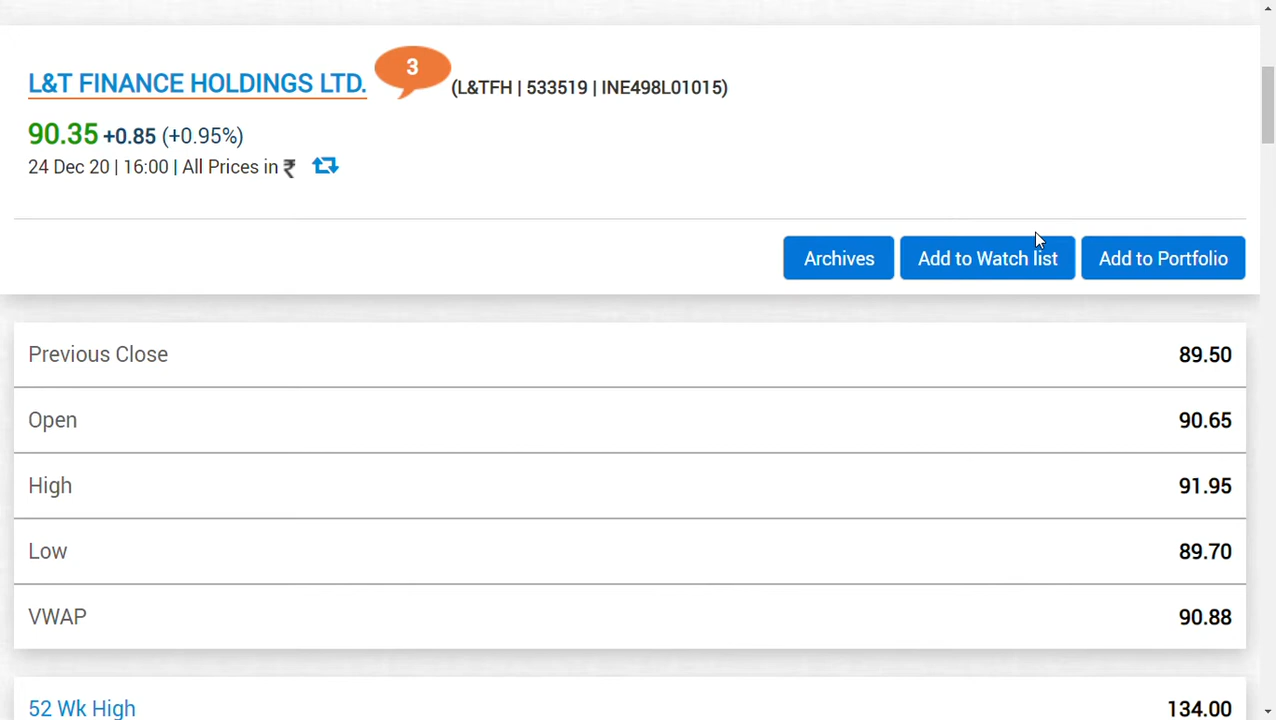 L&T FINANCE HOLDINGS LTD. 3 (L&TFH | 533519 | INE498L01015)
90.35 +0.85 (+0.95%)
24 Dec 20 | 16:00 | All Prices in ₹
Archives Add to Watch list Add to Portfolio
Previous Close 89.50
Open 90.65
High 91.95
Low 89.70
VWAP 90.88
52 Wk High 134.00